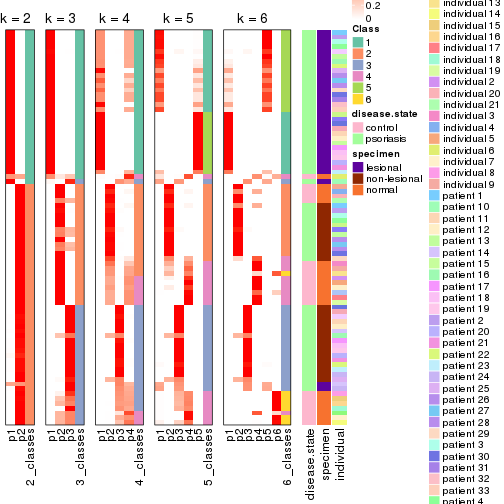 k = 2
k = 3
k = 4
k = 5
k = 6
p1
p2
2_classes
p1
p2
p3
3_classes
p1
p2
p3
p4
4_classes
p1
p2
p3
p4
p5
5_classes
p1
p2
p3
p4
p5
p6
6_classes
disease.state
specimen
individual
0.2
0
Class
1
2
3
4
5
6
disease.state
control
psoriasis
specimen
lesional
non-lesional
normal
individual 13
individual 14
individual 15
individual 16
individual 17
individual 18
individual 19
individual 2
individual 20
individual 21
individual 3
individual 4
individual 5
individual 6
individual 7
individual 8
individual 9
patient 1
patient 10
patient 11
patient 12
patient 13
patient 14
patient 15
patient 16
patient 17
patient 18
patient 19
patient 2
patient 20
patient 21
patient 22
patient 23
patient 24
patient 25
patient 26
patient 27
patient 28
patient 29
patient 3
patient 30
patient 31
patient 32
patient 33
patient 4